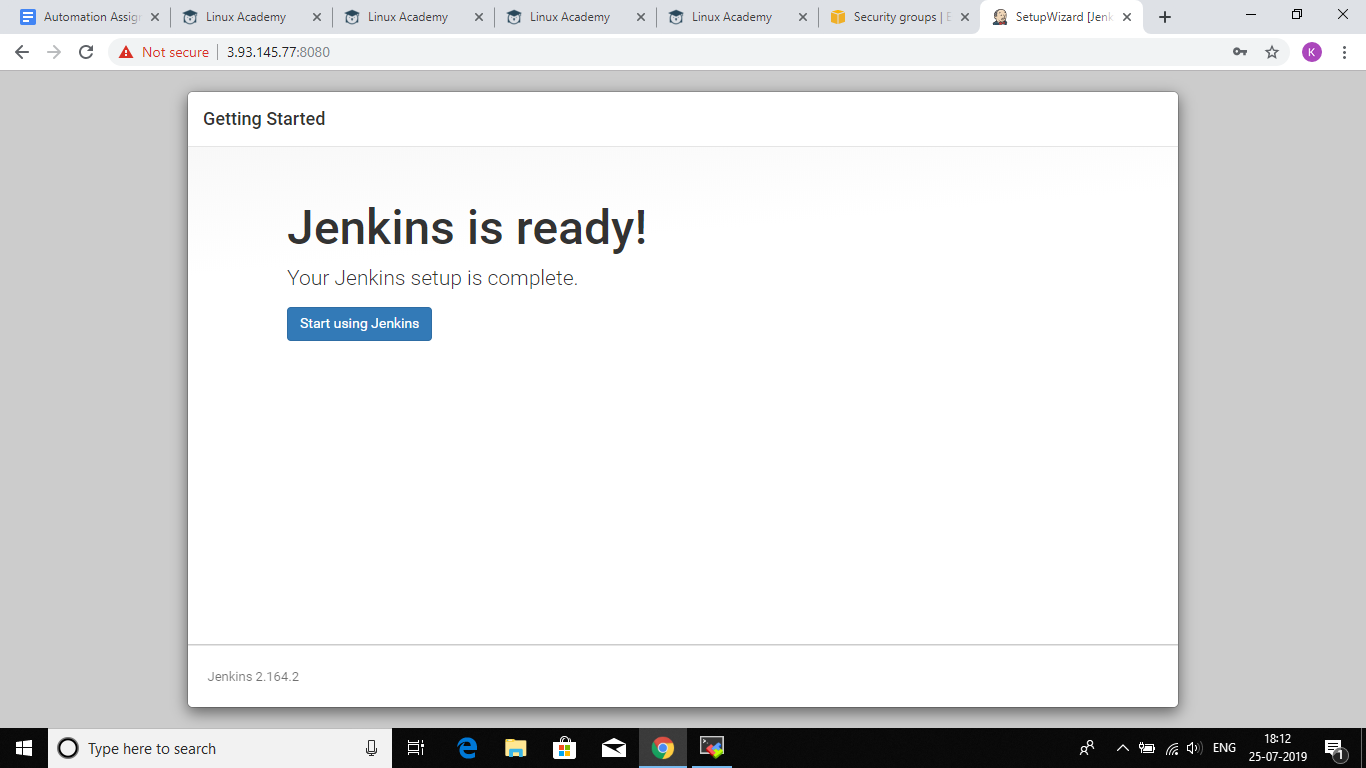 Automation Assig
Linux Academy
Linux Academy
Linux Academy
Linux Academy
Security groups | E
SetupWizard [Jenk
Not secure
3.93.145.77:8080
K
Getting Started
Jenkins is ready!
Your Jenkins setup is complete.
Start using Jenkins
Jenkins 2.164.2
Type here to search
ENG
18:12
25-07-2019
1